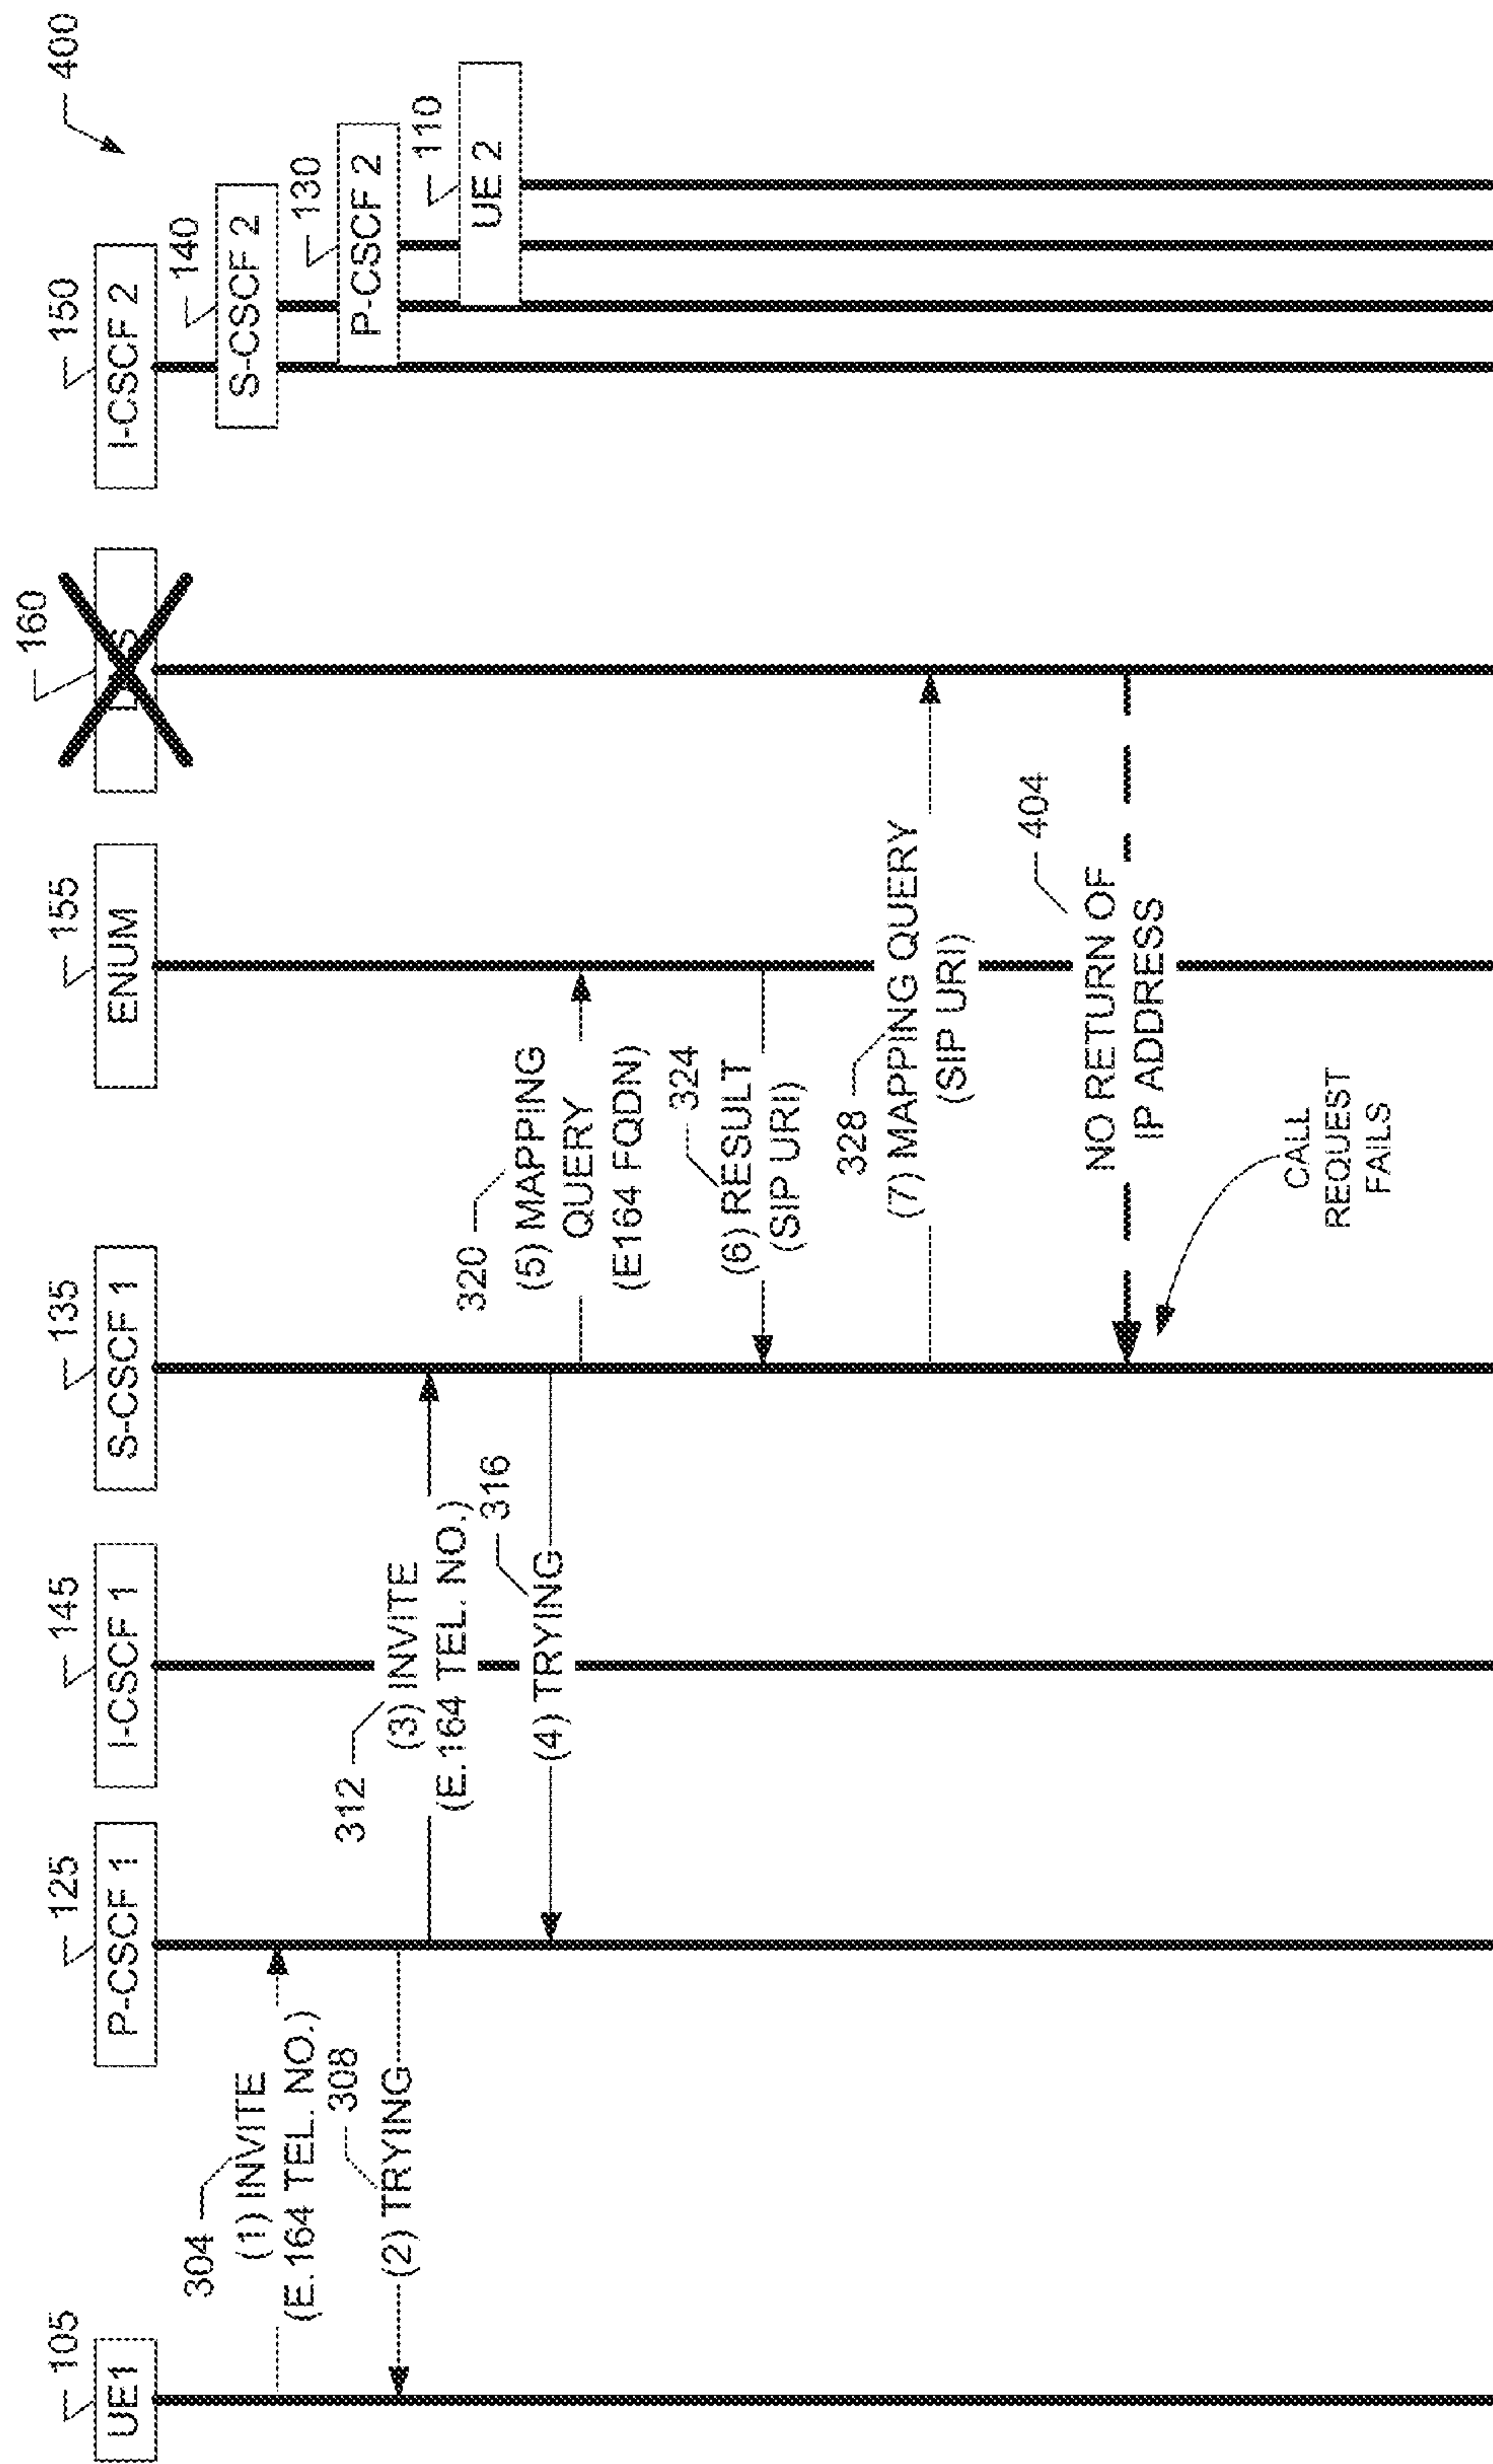 400
105
UE1
125
P-CSCF 1
145
I-CSCF 1
135
S-CSCF 1
155
ENUM
160
150
I-CSCF 2
140
S-CSCF 2
130
P-CSCF 2
110
UE 2
304
(1) INVITE
(E.164 TEL. NO.)
308
(2) TRYING
312
(3) INVITE
(E.164 TEL. NO.)
316
(4) TRYING
320
(5) MAPPING
QUERY
(E164 FQDN)
324
(6) RESULT
(SIP URI)
328
(7) MAPPING QUERY
(SIP URI)
404
NO RETURN OF
IP ADDRESS
CALL
REQUEST
FAILS